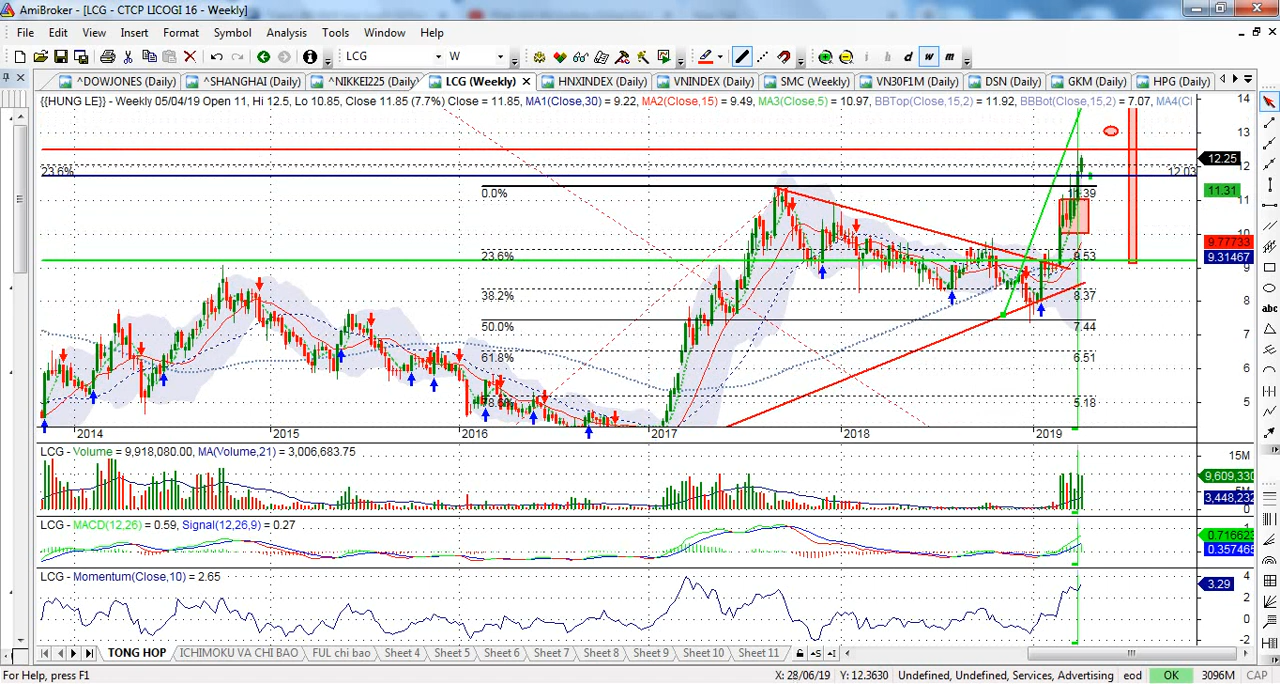 AmiBroker - [LCG - CTCP LICOGI 16 - Weekly]
File Edit View Insert Format Symbol Analysis Tools Window Help
LCG W i h d w m
^DOWJONES (Daily) ^SHANGHAI (Daily) ^NIKKEI225 (Daily) LCG (Weekly) HNXINDEX (Daily) VNINDEX (Daily) SMC (Weekly) VN30F1M (Daily) DSN (Daily) GKM (Daily) HPG (Daily)
{{HUNG LE}} - Weekly 05/04/19 Open 11, Hi 12.5, Lo 10.85, Close 11.85 (7.7%) Close = 11.85, MA1(Close,30) = 9.22, MA2(Close,15) = 9.49, MA3(Close,5) = 10.97, BBTop(Close,15,2) = 11.92, BBBot(Close,15,2) = 7.07, MA4(Cl
14
13
12.25
12
23.6% 12.03
0.0% 11.39
11.31
11
10
9.77733
23.6% 9.53
9.31467
9
38.2% 8.37
8
50.0% 7.44
7
61.8% 6.51
6
78.6% 5.18
5
2014 2015 2016 2017 2018 2019
LCG - Volume = 9,918,080.00, MA(Volume,21) = 3,006,683.75
15M
9,609,330
5M
3,448,232
LCG - MACD(12,26) = 0.59, Signal(12,26,9) = 0.27
1
0.716623
0.357465
LCG - Momentum(Close,10) = 2.65
4
3.29
2
0
-2
TONG HOP ICHIMOKU VA CHI BAO FUL chi bao Sheet 4 Sheet 5 Sheet 6 Sheet 7 Sheet 8 Sheet 9 Sheet 10 Sheet 11
For Help, press F1 X: 28/06/19 Y: 12.3630 Undefined, Undefined, Services, Advertising eod OK 3096M CAP
abc